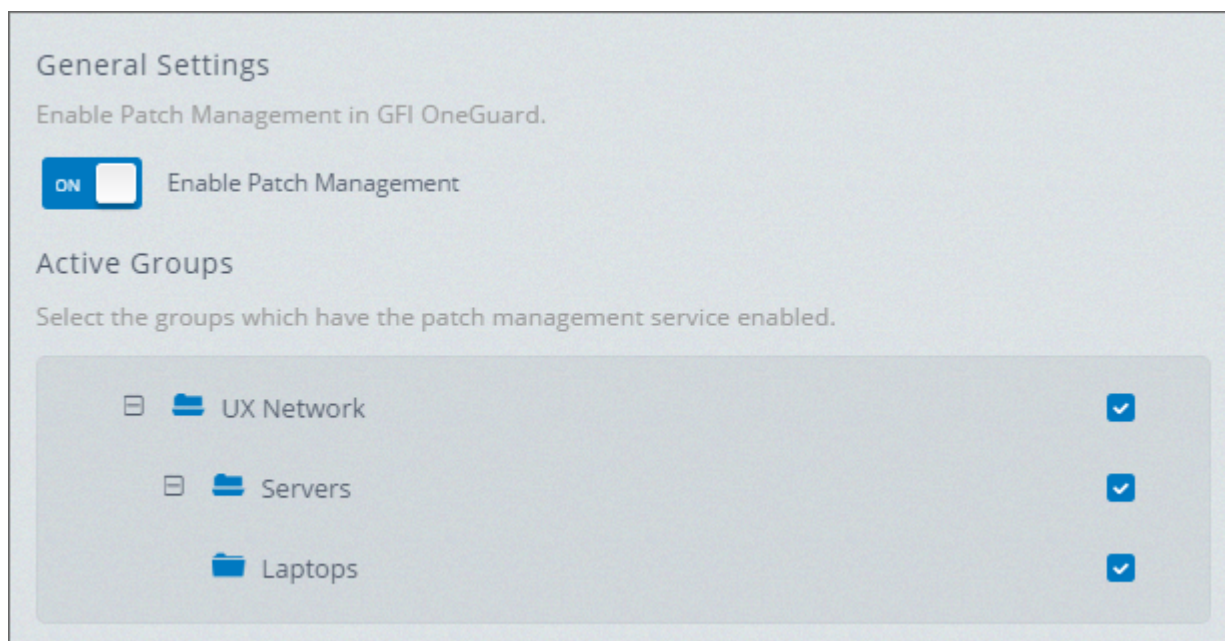 General Settings
Enable Patch Management in GFI OneGuard.
ON Enable Patch Management
Active Groups
Select the groups which have the patch management service enabled.
UX Network
Servers
Laptops